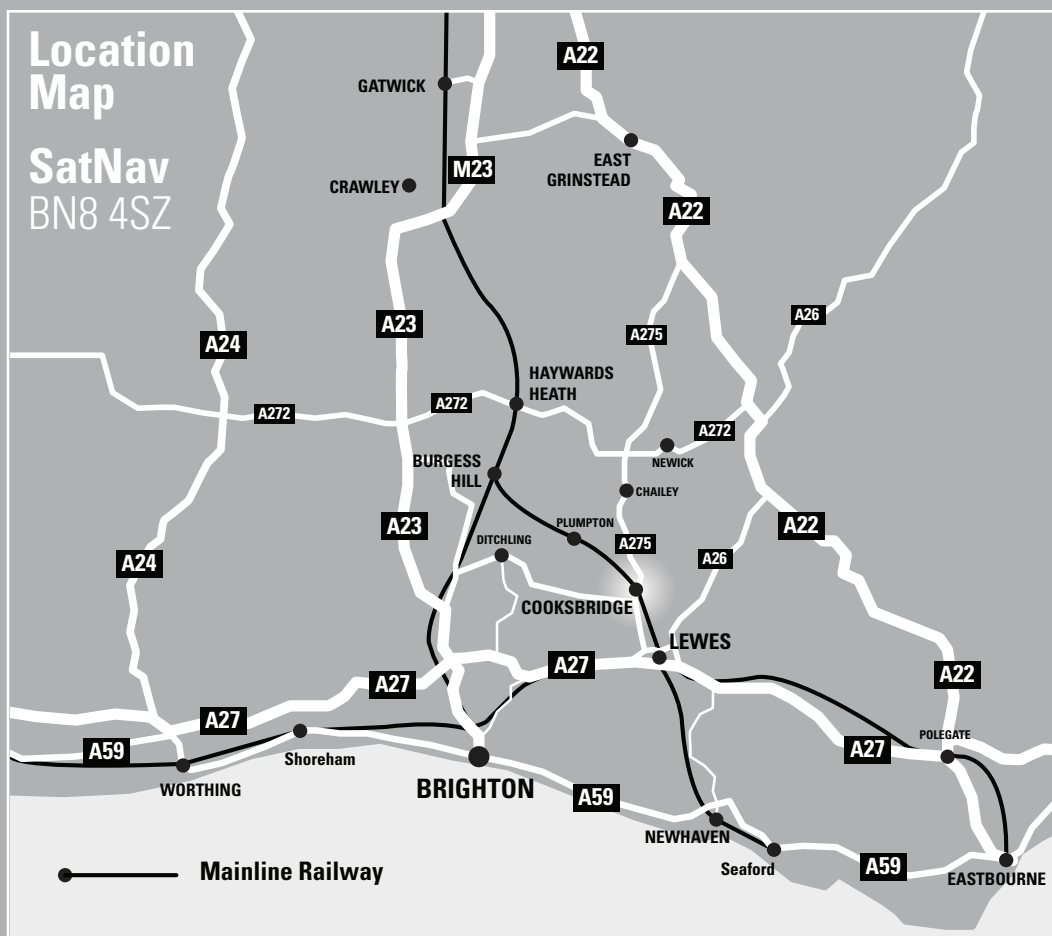 Location
Map
SatNav
BN8 4SZ
A22
GATWICK
EAST
GRINSTEAD
M23
CRAWLEY
A22
A26
A23
A275
A24
HAYWARDS
HEATH
A272
A272
A272
NEWICK
BURGESS
HILL
CHAILEY
A23
PLUMPTON
A22
DITCHLING
A275
A24
A26
COOKSBRIDGE
LEWES
A27
A22
A27
A27
A59
Shoreham
POLEGATE
A27
WORTHING
BRIGHTON
A59
NEWHAVEN
Seaford
A59
EASTBOURNE
Mainline Railway